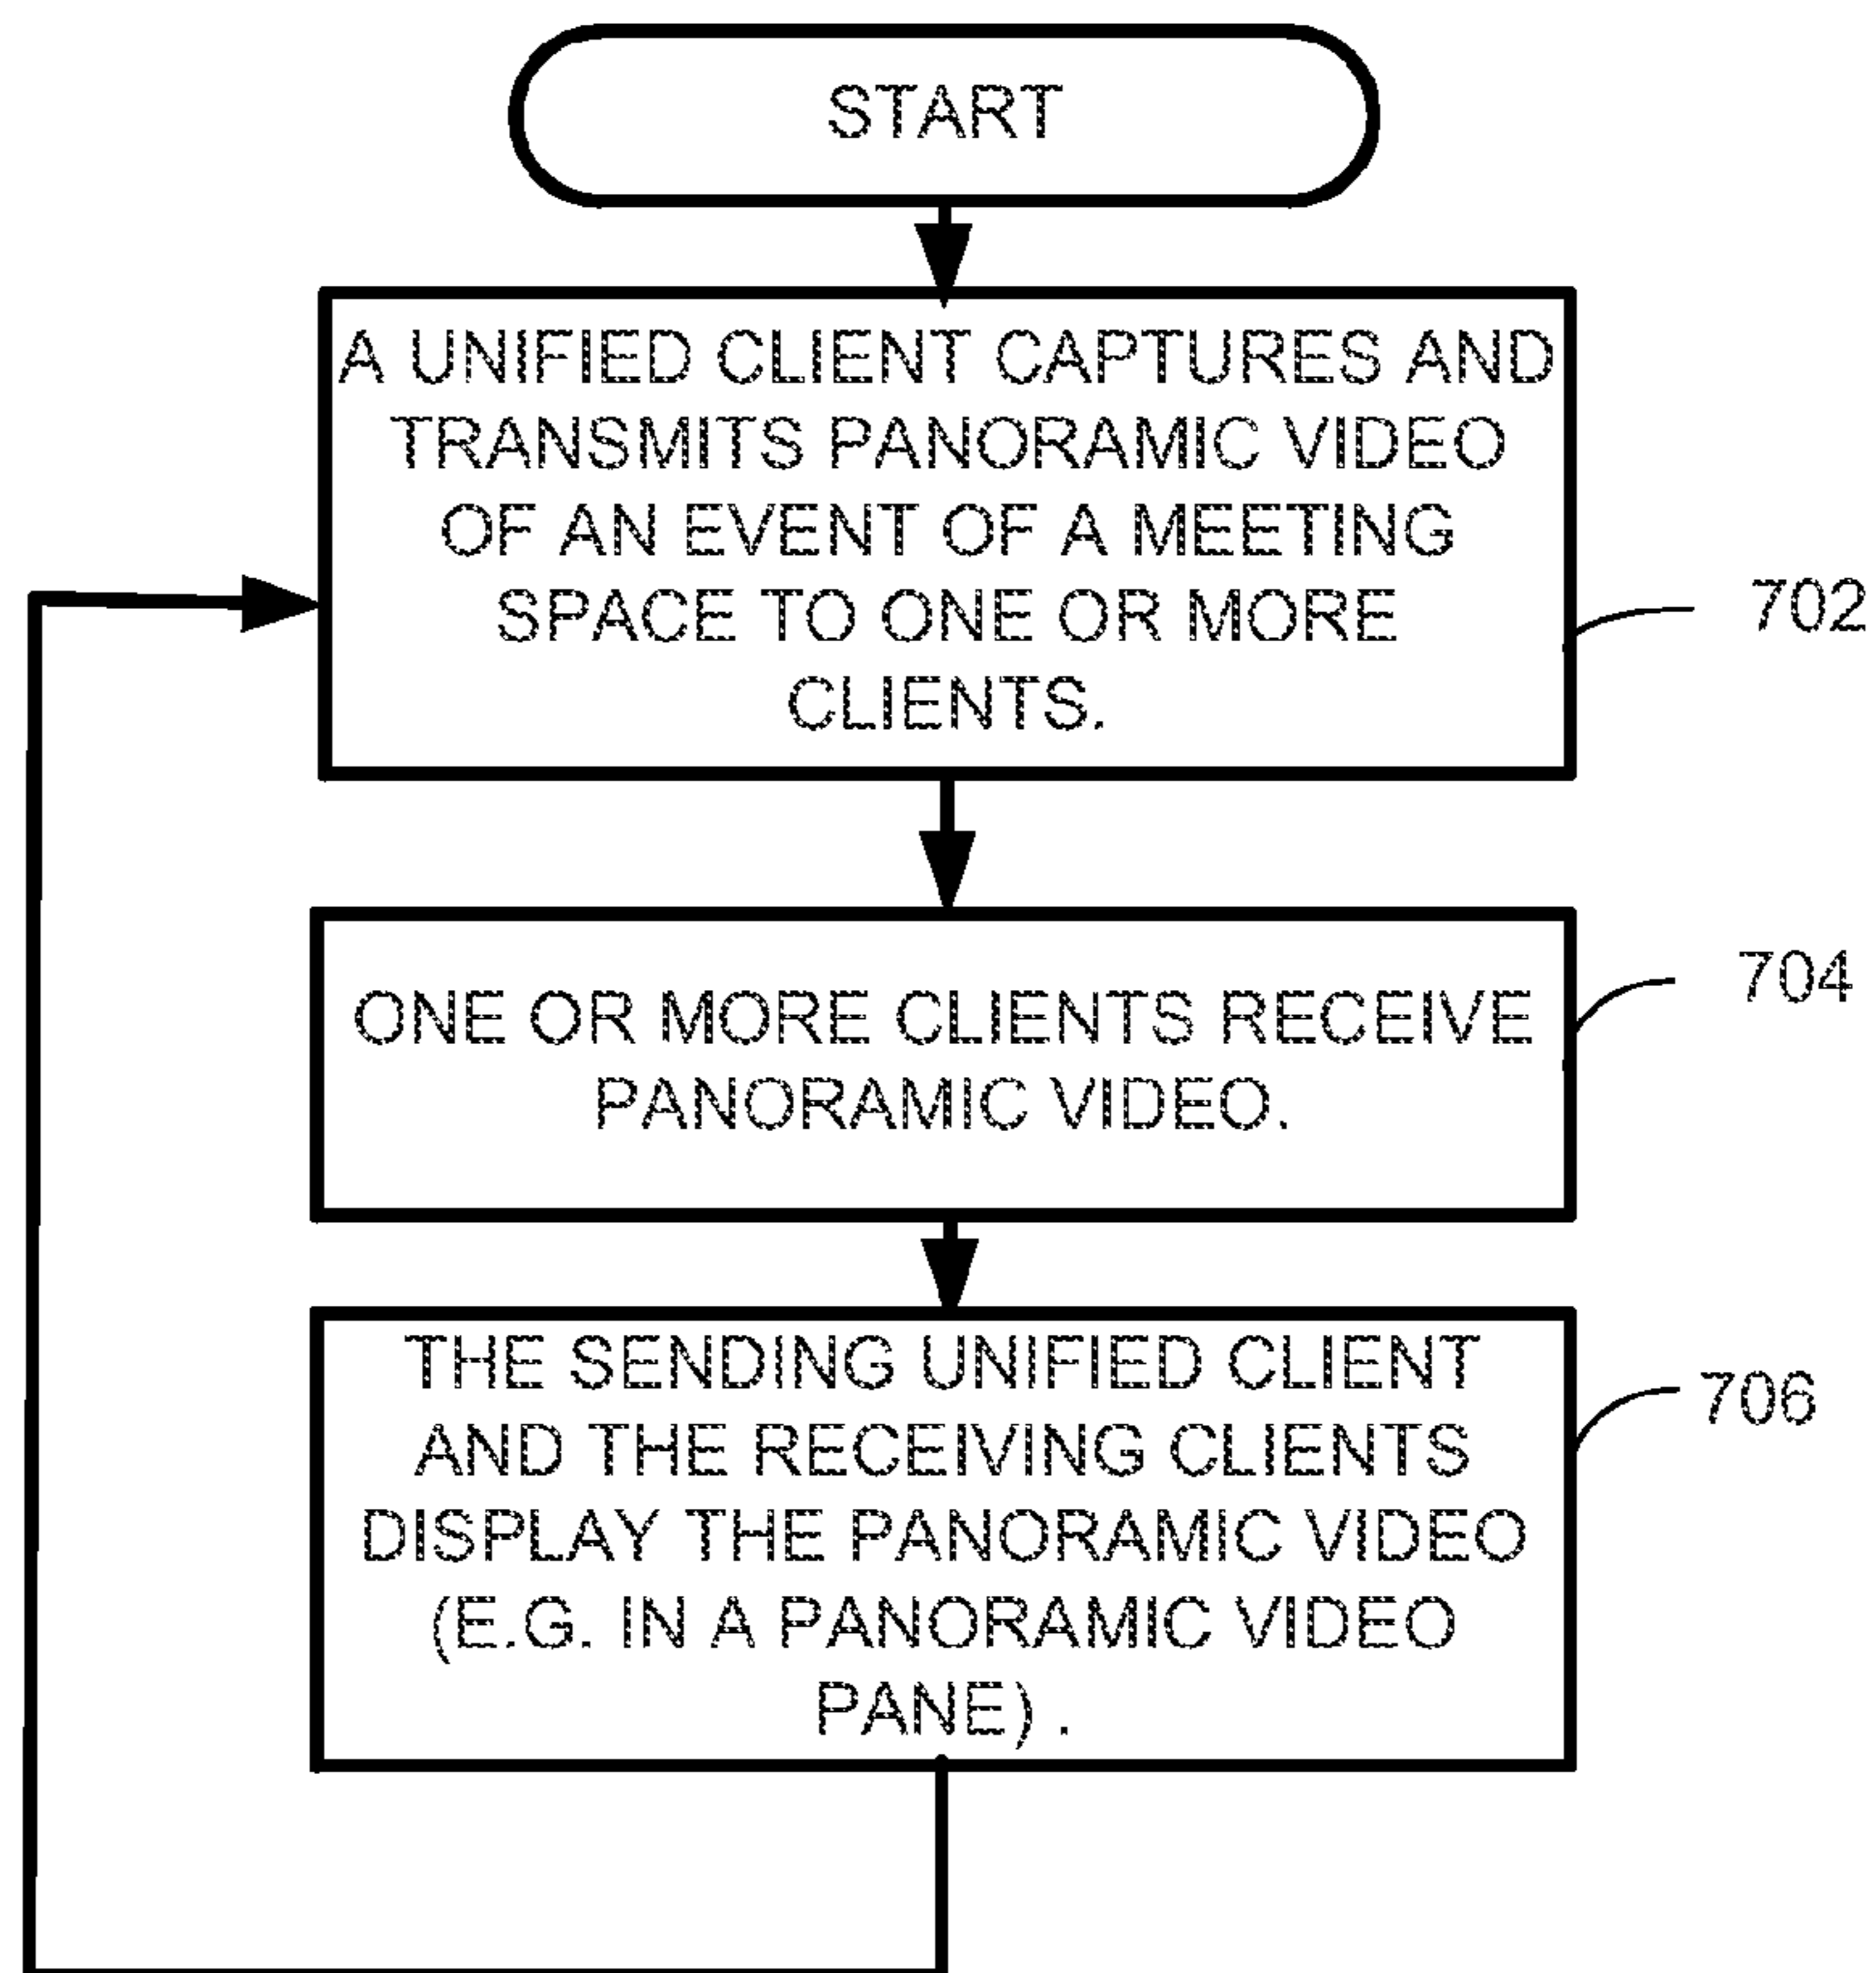 START
A UNIFIED CLIENT CAPTURES AND
TRANSMITS PANORAMIC VIDEO
OF AN EVENT OF A MEETING
SPACE TO ONE OR MORE
CLIENTS.
702
ONE OR MORE CLIENTS RECEIVE
PANORAMIC VIDEO.
704
THE SENDING UNIFIED CLIENT
AND THE RECEIVING CLIENTS
DISPLAY THE PANORAMIC VIDEO
(E.G. IN A PANORAMIC VIDEO
PANE) .
706